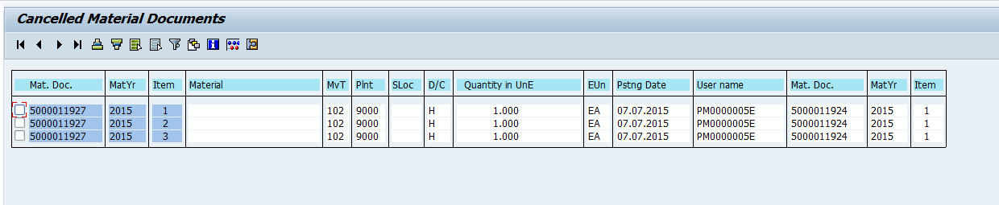 Cancelled Material Documents
Mat. Doc. MatYr Item Material MvT Plnt SLoc D/C Quantity in UnE EUn Pstng Date User name Mat. Doc. MatYr Item
5000011927 2015 1 102 9000 H 1.000 EA 07.07.2015 PM0000005E 5000011924 2015 1
5000011927 2015 2 102 9000 H 1.000 EA 07.07.2015 PM0000005E 5000011924 2015 1
5000011927 2015 3 102 9000 H 1.000 EA 07.07.2015 PM0000005E 5000011924 2015 1